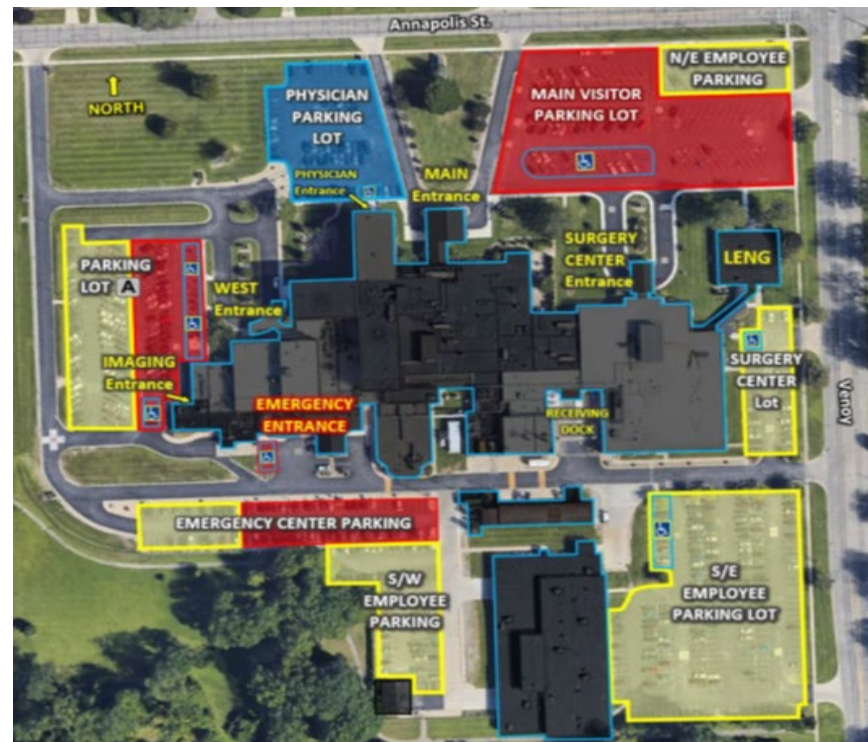 Annapolis St.
NORTH
PHYSICIAN
PARKING
LOT
MAIN VISITOR
PARKING LOT
N/E EMPLOYEE
PARKING
PHYSICIAN
Entrance
MAIN
Entrance
SURGERY
CENTER
Entrance
LENG
PARKING
LOT A
WEST
Entrance
IMAGING
Entrance
EMERGENCY
ENTRANCE
RECEIVING
DOCK
SURGERY
CENTER
Lot
Venoy
EMERGENCY CENTER PARKING
S/W
EMPLOYEE
PARKING
S/E
EMPLOYEE
PARKING LOT